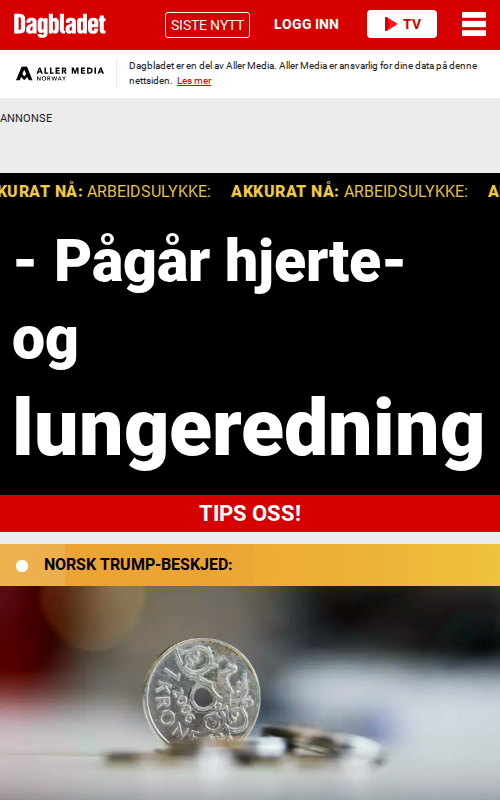 Dagbladet
SISTE NYTT
LOGG INN
TV
ALLER MEDIA
NORWAY
Dagbladet er en del av Aller Media. Aller Media er ansvarlig for dine data på denne
nettsiden. Les mer
ANNONSE
KURAT NÅ: ARBEIDSULYKKE: AKKURAT NÅ: ARBEIDSULYKKE: A
- Pågår hjerte-
og
lungeredning
TIPS OSS!
NORSK TRUMP-BESKJED:
1 KRONE